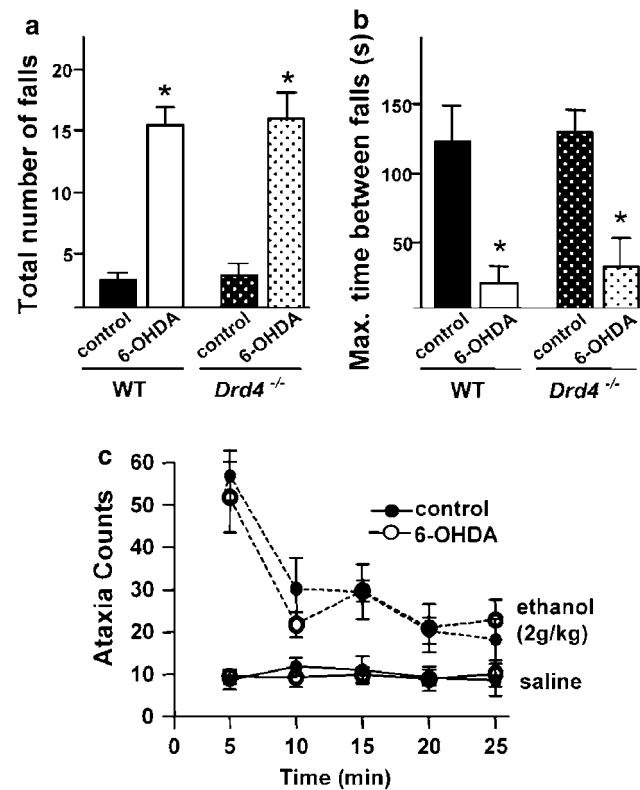 a
Total number of falls
20
15
10
5
*
*
control
6-OHDA
control
6-OHDA
WT
Drd4 -/-
b
Max. time between falls (s)
150
100
50
*
*
control
6-OHDA
control
6-OHDA
WT
Drd4 -/-
c
Ataxia Counts
60
50
40
30
20
10
0
control
6-OHDA
ethanol
(2g/kg)
saline
0 5 10 15 20 25
Time (min)